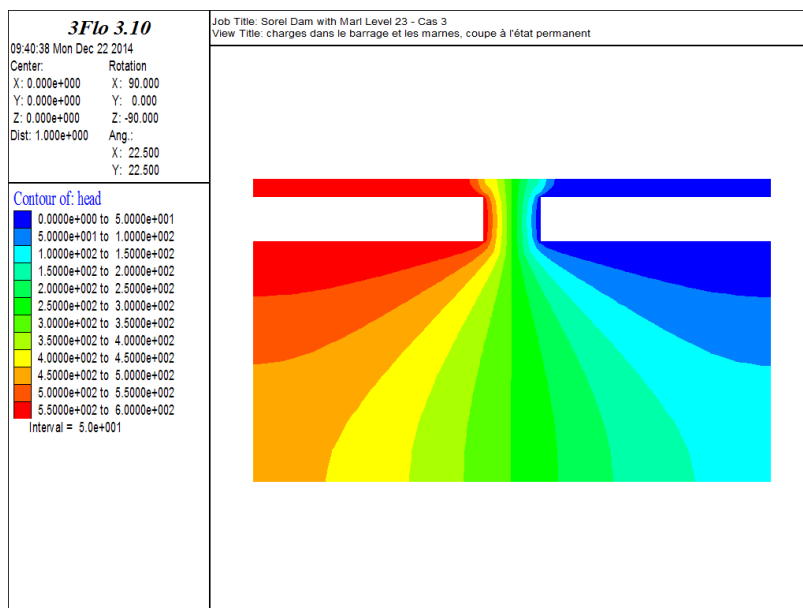 3Flo 3.10
09:40:38 Mon Dec 22 2014
Center: Rotation
X: 0.000e+000 X: 90.000
Y: 0.000e+000 Y: 0.000
Z: 0.000e+000 Z: -90.000
Dist: 1.000e+000 Ang.:
X: 22.500
Y: 22.500
Job Title: Sorel Dam with Marl Level 23 - Cas 3
View Title: charges dans le barrage et les marnes, coupe à l'état permanent
Contour of: head
0.0000e+000 to 5.0000e+001
5.0000e+001 to 1.0000e+002
1.0000e+002 to 1.5000e+002
1.5000e+002 to 2.0000e+002
2.0000e+002 to 2.5000e+002
2.5000e+002 to 3.0000e+002
3.0000e+002 to 3.5000e+002
3.5000e+002 to 4.0000e+002
4.0000e+002 to 4.5000e+002
4.5000e+002 to 5.0000e+002
5.0000e+002 to 5.5000e+002
5.5000e+002 to 6.0000e+002
Interval = 5.0e+001